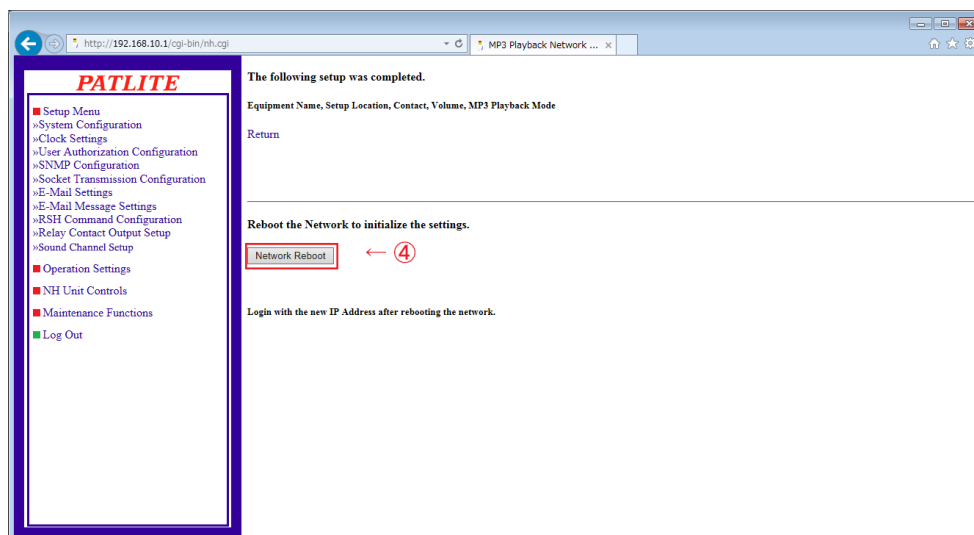 http://192.168.10.1/cgi-bin/nh.cgi
MP3 Playback Network ...
PATLITE
Setup Menu
»System Configuration
»Clock Settings
»User Authorization Configuration
»SNMP Configuration
»Socket Transmission Configuration
»E-Mail Settings
»E-Mail Message Settings
»RSH Command Configuration
»Relay Contact Output Setup
»Sound Channel Setup
Operation Settings
NH Unit Controls
Maintenance Functions
Log Out
The following setup was completed.
Equipment Name, Setup Location, Contact, Volume, MP3 Playback Mode
Return
Reboot the Network to initialize the settings.
Network Reboot ← ④
Login with the new IP Address after rebooting the network.